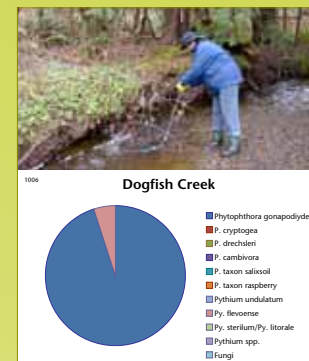 1006
Dogfish Creek
Phytophthora gonapodiyde
P. cryptogea
P. drechsleri
P. cambivora
P. taxon salixsoil
P. taxon raspberry
Pythium undulatum
Py. flevoense
Py. sterilum/Py. litorale
Pythium spp.
Fungi